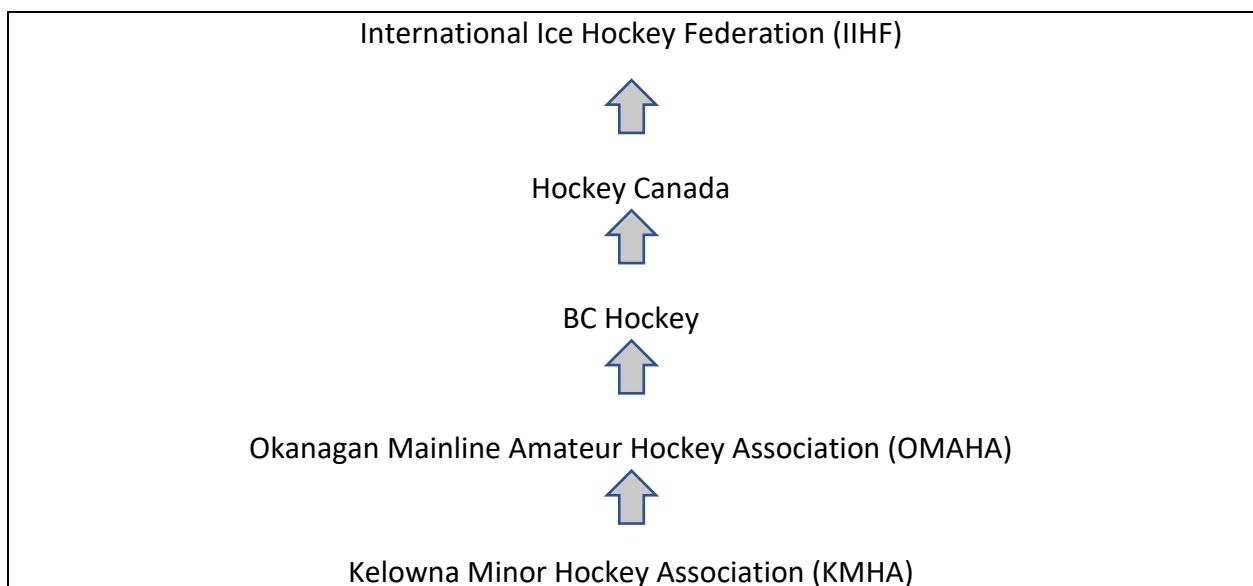 International Ice Hockey Federation (IIHF)
Hockey Canada
BC Hockey
Okanagan Mainline Amateur Hockey Association (OMAHA)
Kelowna Minor Hockey Association (KMHA)